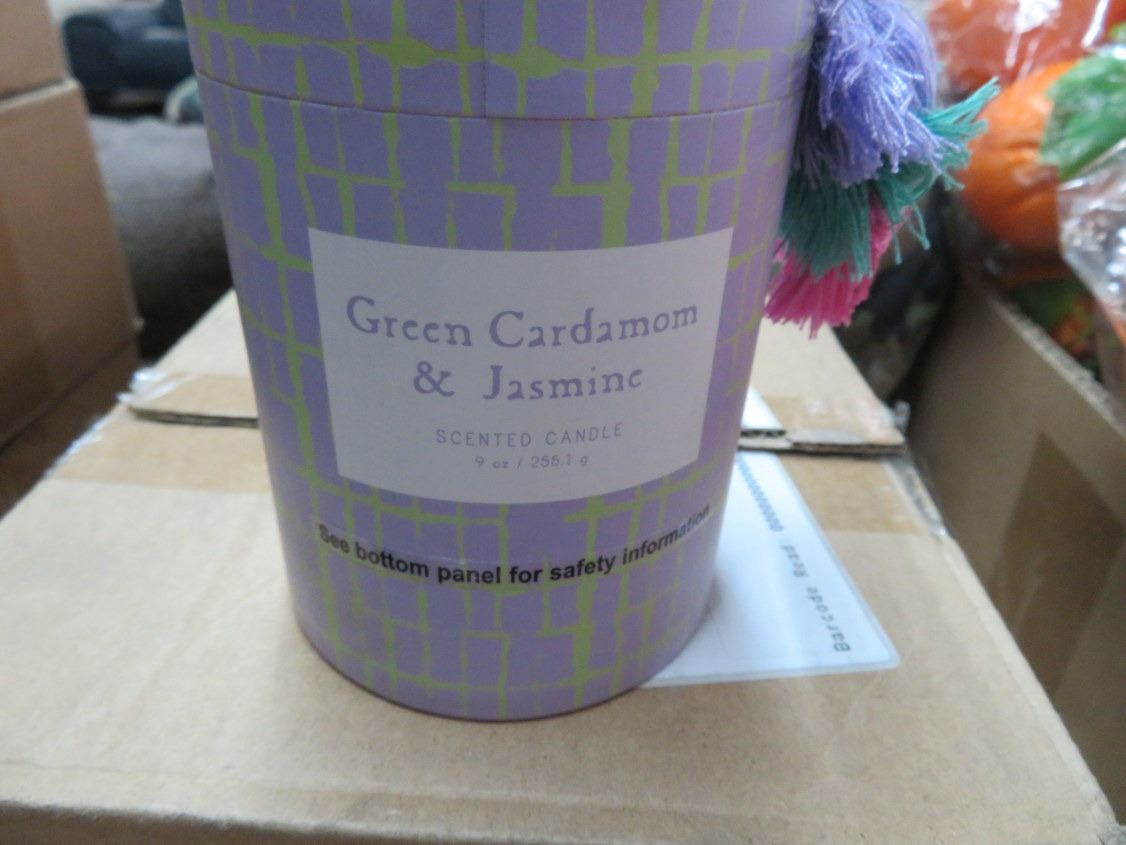 Green Cardamom
& Jasmine
SCENTED CANDLE
9 oz / 255.1 g
See bottom panel for safety information
Barcode Read